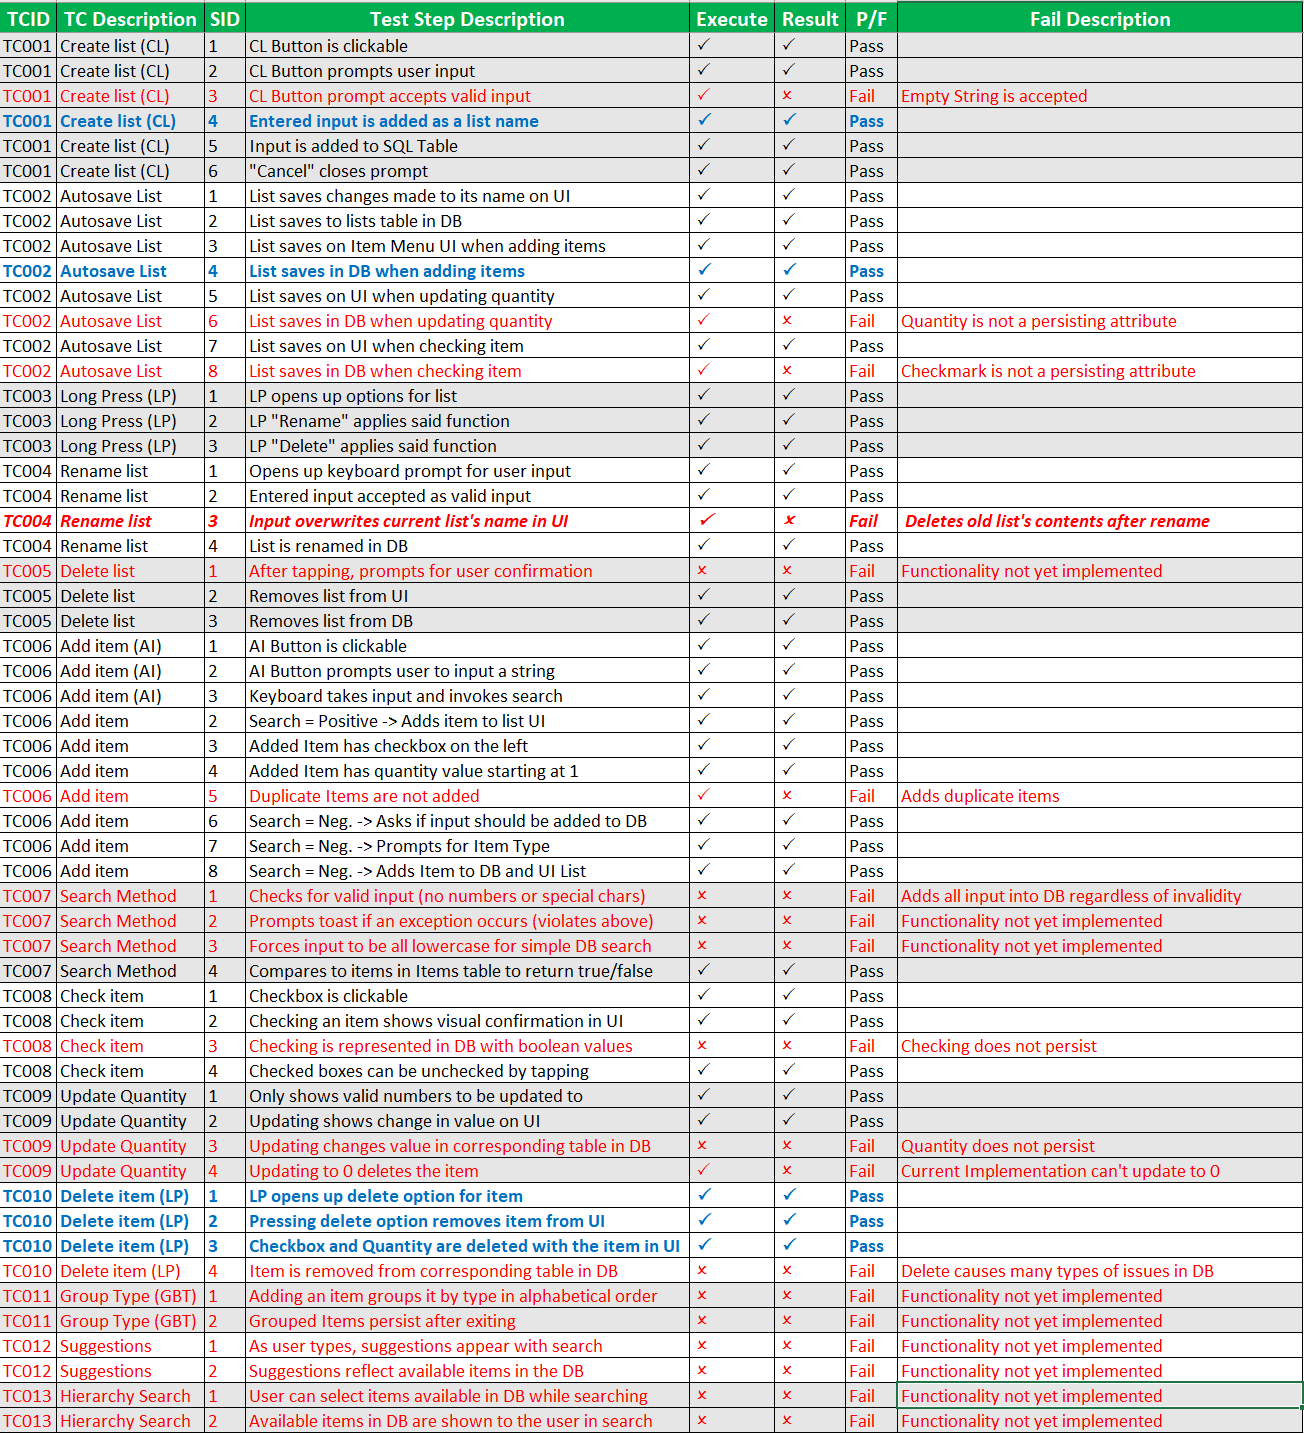 TCID TC Description SID Test Step Description Execute Result P/F Fail Description
TC001 Create list (CL) 1 CL Button is clickable ✓ ✓ Pass
TC001 Create list (CL) 2 CL Button prompts user input ✓ ✓ Pass
TC001 Create list (CL) 3 CL Button prompt accepts valid input ✓ × Fail Empty String is accepted
TC001 Create list (CL) 4 Entered input is added as a list name ✓ ✓ Pass
TC001 Create list (CL) 5 Input is added to SQL Table ✓ ✓ Pass
TC001 Create list (CL) 6 "Cancel" closes prompt ✓ ✓ Pass
TC002 Autosave List 1 List saves changes made to its name on UI ✓ ✓ Pass
TC002 Autosave List 2 List saves to lists table in DB ✓ ✓ Pass
TC002 Autosave List 3 List saves on Item Menu UI when adding items ✓ ✓ Pass
TC002 Autosave List 4 List saves in DB when adding items ✓ ✓ Pass
TC002 Autosave List 5 List saves on UI when updating quantity ✓ ✓ Pass
TC002 Autosave List 6 List saves in DB when updating quantity ✓ × Fail Quantity is not a persisting attribute
TC002 Autosave List 7 List saves on UI when checking item ✓ ✓ Pass
TC002 Autosave List 8 List saves in DB when checking item ✓ × Fail Checkmark is not a persisting attribute
TC003 Long Press (LP) 1 LP opens up options for list ✓ ✓ Pass
TC003 Long Press (LP) 2 LP "Rename" applies said function ✓ ✓ Pass
TC003 Long Press (LP) 3 LP "Delete" applies said function ✓ ✓ Pass
TC004 Rename list 1 Opens up keyboard prompt for user input ✓ ✓ Pass
TC004 Rename list 2 Entered input accepted as valid input ✓ ✓ Pass
TC004 Rename list 3 Input overwrites current list's name in UI ✓ × Fail Deletes old list's contents after rename
TC004 Rename list 4 List is renamed in DB ✓ ✓ Pass
TC005 Delete list 1 After tapping, prompts for user confirmation × × Fail Functionality not yet implemented
TC005 Delete list 2 Removes list from UI ✓ ✓ Pass
TC005 Delete list 3 Removes list from DB ✓ ✓ Pass
TC006 Add item (AI) 1 AI Button is clickable ✓ ✓ Pass
TC006 Add item (AI) 2 AI Button prompts user to input a string ✓ ✓ Pass
TC006 Add item (AI) 3 Keyboard takes input and invokes search ✓ ✓ Pass
TC006 Add item 2 Search = Positive -> Adds item to list UI ✓ ✓ Pass
TC006 Add item 3 Added Item has checkbox on the left ✓ ✓ Pass
TC006 Add item 4 Added Item has quantity value starting at 1 ✓ ✓ Pass
TC006 Add item 5 Duplicate Items are not added ✓ × Fail Adds duplicate items
TC006 Add item 6 Search = Neg. -> Asks if input should be added to DB ✓ ✓ Pass
TC006 Add item 7 Search = Neg. -> Prompts for Item Type ✓ ✓ Pass
TC006 Add item 8 Search = Neg. -> Adds Item to DB and UI List ✓ ✓ Pass
TC007 Search Method 1 Checks for valid input (no numbers or special chars) × × Fail Adds all input into DB regardless of invalidity
TC007 Search Method 2 Prompts toast if an exception occurs (violates above) × × Fail Functionality not yet implemented
TC007 Search Method 3 Forces input to be all lowercase for simple DB search × × Fail Functionality not yet implemented
TC007 Search Method 4 Compares to items in Items table to return true/false ✓ ✓ Pass
TC008 Check item 1 Checkbox is clickable ✓ ✓ Pass
TC008 Check item 2 Checking an item shows visual confirmation in UI ✓ ✓ Pass
TC008 Check item 3 Checking is represented in DB with boolean values × × Fail Checking does not persist
TC008 Check item 4 Checked boxes can be unchecked by tapping ✓ ✓ Pass
TC009 Update Quantity 1 Only shows valid numbers to be updated to ✓ ✓ Pass
TC009 Update Quantity 2 Updating shows change in value on UI ✓ ✓ Pass
TC009 Update Quantity 3 Updating changes value in corresponding table in DB × × Fail Quantity does not persist
TC009 Update Quantity 4 Updating to 0 deletes the item ✓ × Fail Current Implementation can't update to 0
TC010 Delete item (LP) 1 LP opens up delete option for item ✓ ✓ Pass
TC010 Delete item (LP) 2 Pressing delete option removes item from UI ✓ ✓ Pass
TC010 Delete item (LP) 3 Checkbox and Quantity are deleted with the item in UI ✓ ✓ Pass
TC010 Delete item (LP) 4 Item is removed from corresponding table in DB × × Fail Delete causes many types of issues in DB
TC011 Group Type (GBT) 1 Adding an item groups it by type in alphabetical order × × Fail Functionality not yet implemented
TC011 Group Type (GBT) 2 Grouped Items persist after exiting × × Fail Functionality not yet implemented
TC012 Suggestions 1 As user types, suggestions appear with search × × Fail Functionality not yet implemented
TC012 Suggestions 2 Suggestions reflect available items in the DB × × Fail Functionality not yet implemented
TC013 Hierarchy Search 1 User can select items available in DB while searching × × Fail Functionality not yet implemented
TC013 Hierarchy Search 2 Available items in DB are shown to the user in search × × Fail Functionality not yet implemented